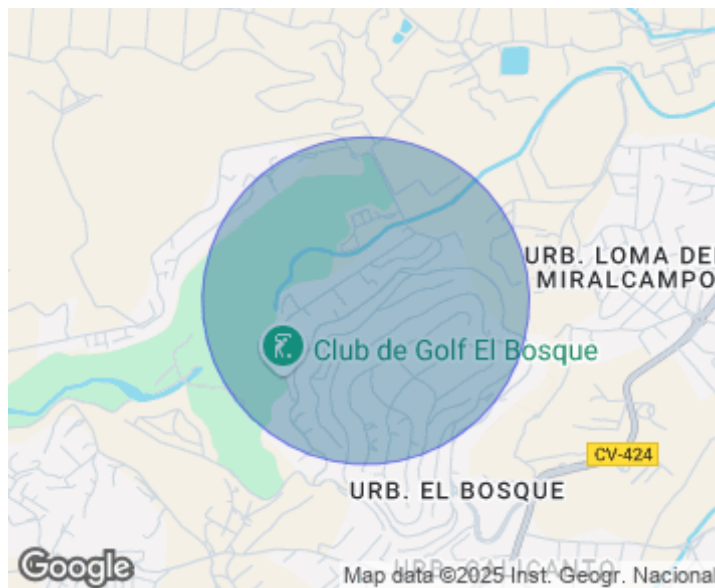 URB. LOMA DEL
MIRALCAMPO
Club de Golf El Bosque
CV-424
URB. EL BOSQUE
Google
Map data ©2025 Inst. Geogr. Nacional